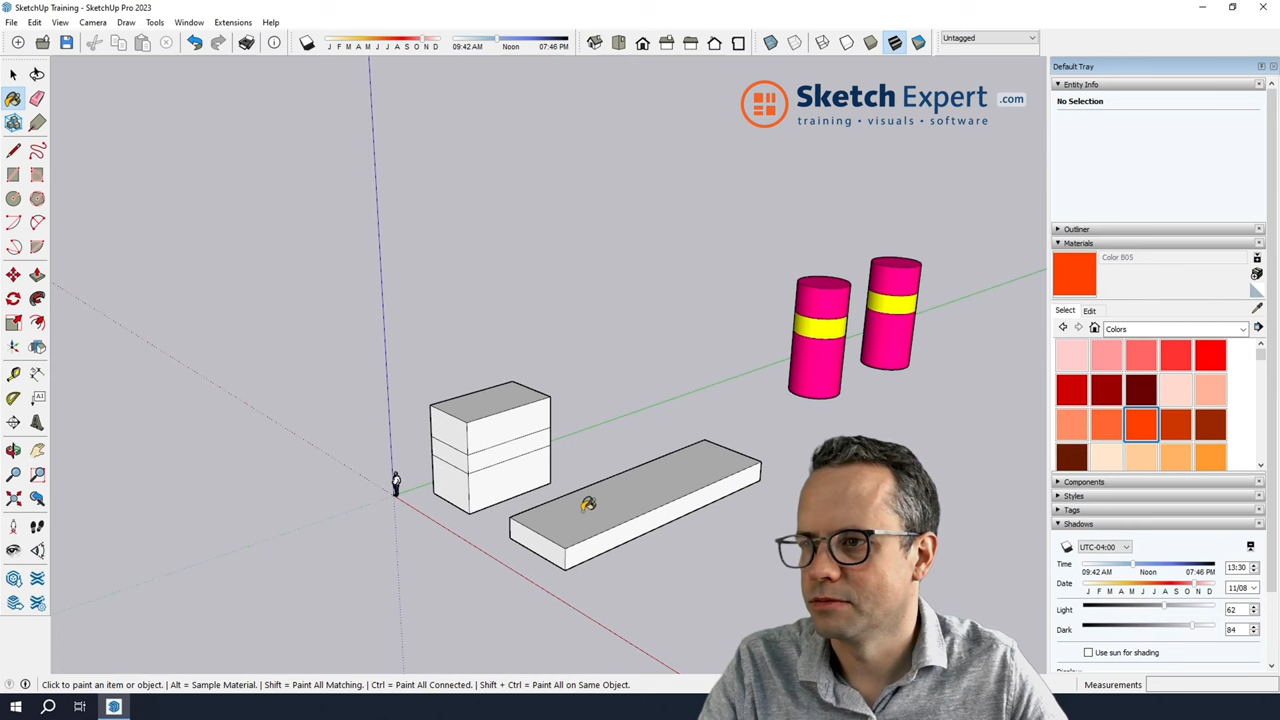 SketchUp Training - SketchUp Pro 2023
File Edit View Camera Draw Tools Window Extensions Help
J F M A M J J A S O N D
09:42 AM Noon 07:46 PM
Untagged
Sketch Expert .com
training • visuals • software
Default Tray
Entity Info
No Selection
Outliner
Materials
Color B05
Select Edit
Colors
Components
Styles
Tags
Shadows
UTC-04:00
Time
09:42 AM Noon 07:46 PM
13:30
Date
J F M A M J J A S O N D
11/08
Light
62
Dark
84
Use sun for shading
Click to paint an item or object. | Alt = Sample Material. | Shift = Paint All Matching. | Ctrl = Paint All Connected. | Shift + Ctrl = Paint All on Same Object.
Measurements